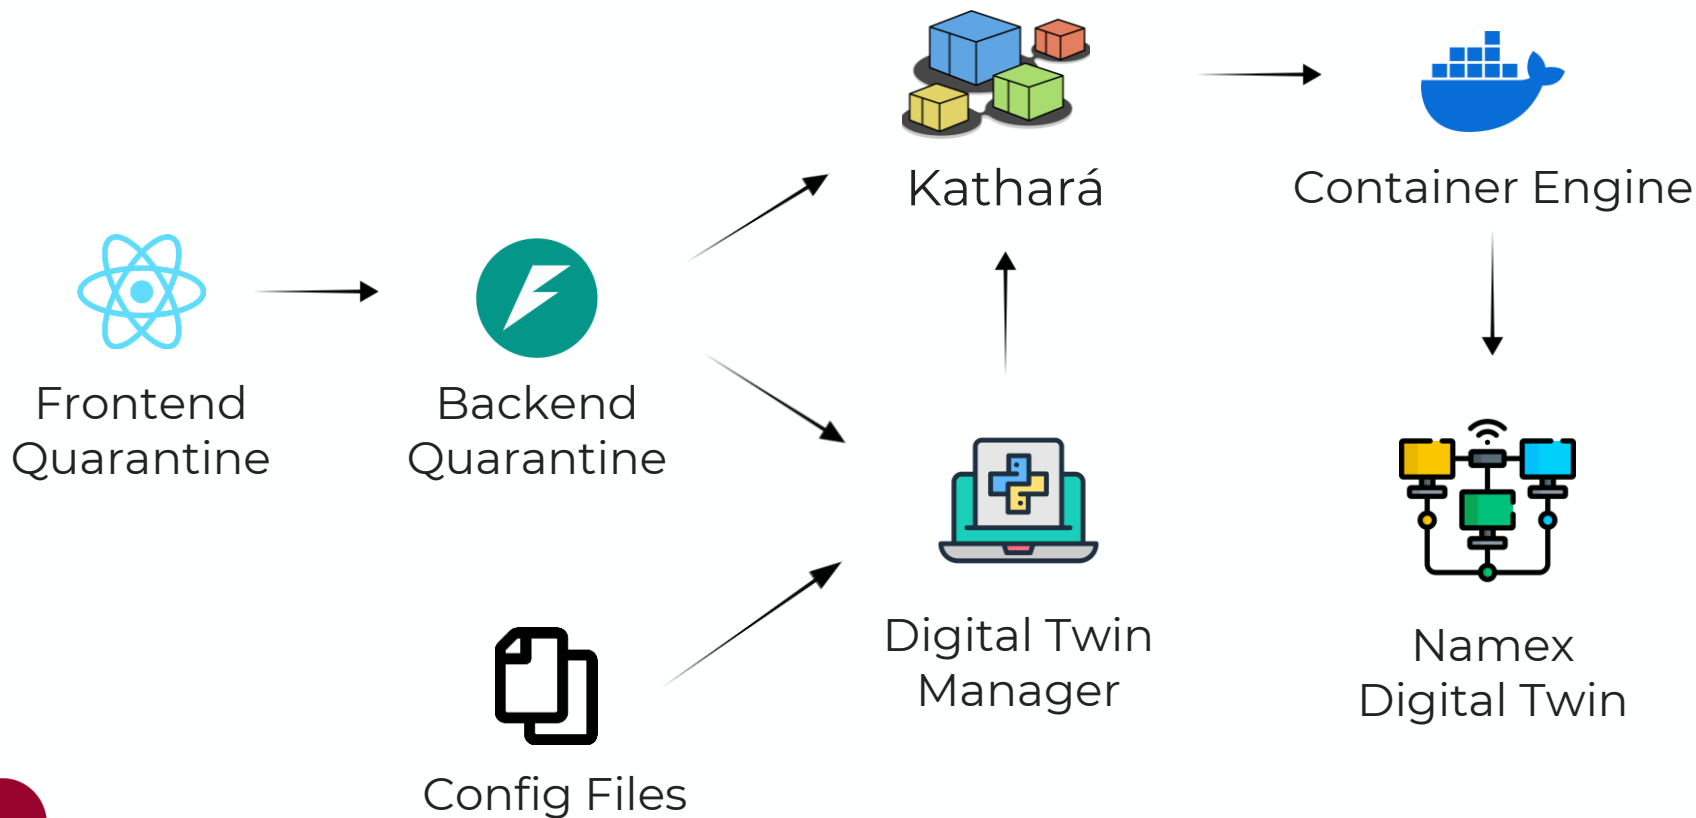 Kathará
Container Engine
Frontend
Quarantine
Backend
Quarantine
Digital Twin
Manager
Namex
Digital Twin
Config Files